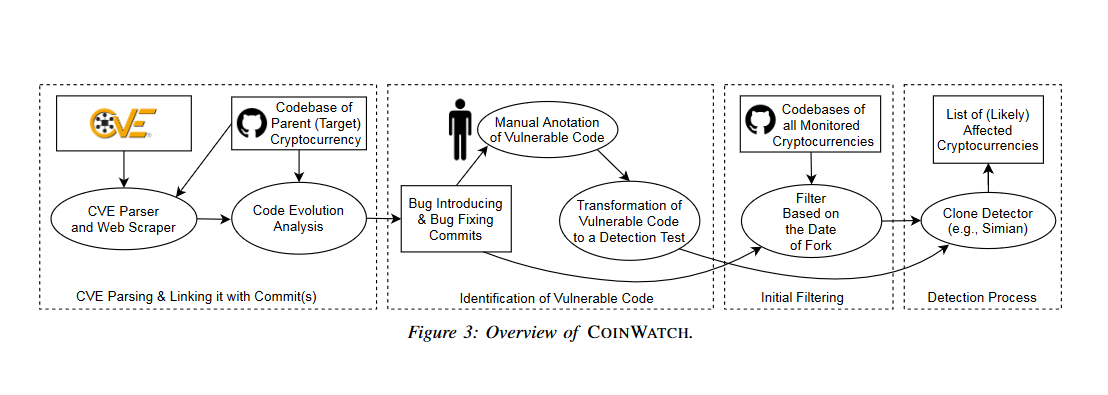 CVE
Codebase of
Parent (Target)
Cryptocurrency
CVE Parser
and Web Scraper
Code Evolution
Analysis
CVE Parsing & Linking it with Commit(s)
Manual Anotation
of Vulnerable Code
Bug Introducing
& Bug Fixing
Commits
Transformation of
Vulnerable Code
to a Detection Test
Identification of Vulnerable Code
Codebases of
all Monitored
Cryptocurrencies
Filter
Based on
the Date
of Fork
Initial Filtering
List of (Likely)
Affected
Cryptocurrencies
Clone Detector
(e.g., Simian)
Detection Process
Figure 3: Overview of COINWATCH.